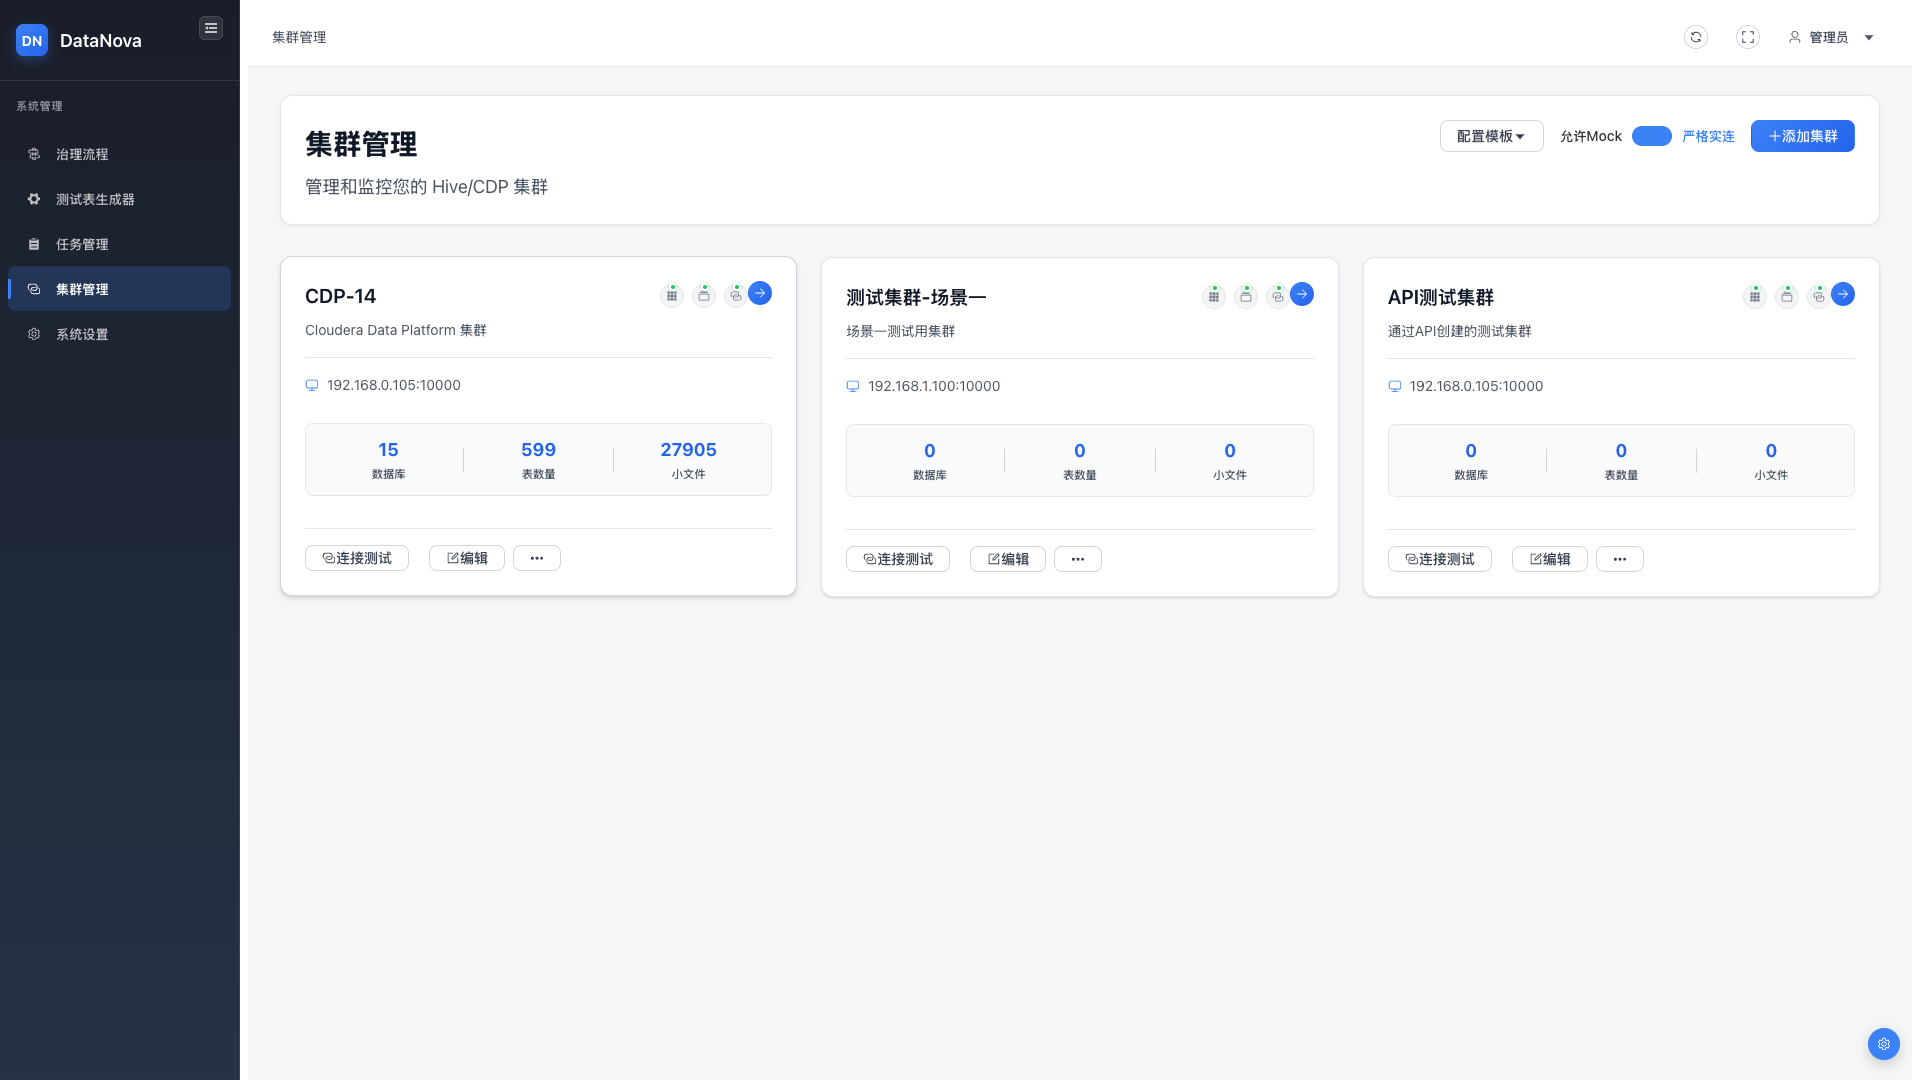 DN DataNova
系统管理
治理流程
测试表生成器
任务管理
集群管理
系统设置
集群管理
管理员
集群管理
管理和监控您的 Hive/CDP 集群
配置模板
允许Mock
严格实连
添加集群
CDP-14
Cloudera Data Platform 集群
192.168.0.105:10000
15 599 27905
数据库 表数量 小文件
连接测试 编辑 ···
测试集群-场景一
场景一测试用集群
192.168.1.100:10000
0 0 0
数据库 表数量 小文件
连接测试 编辑 ···
API测试集群
通过API创建的测试集群
192.168.0.105:10000
0 0 0
数据库 表数量 小文件
连接测试 编辑 ···